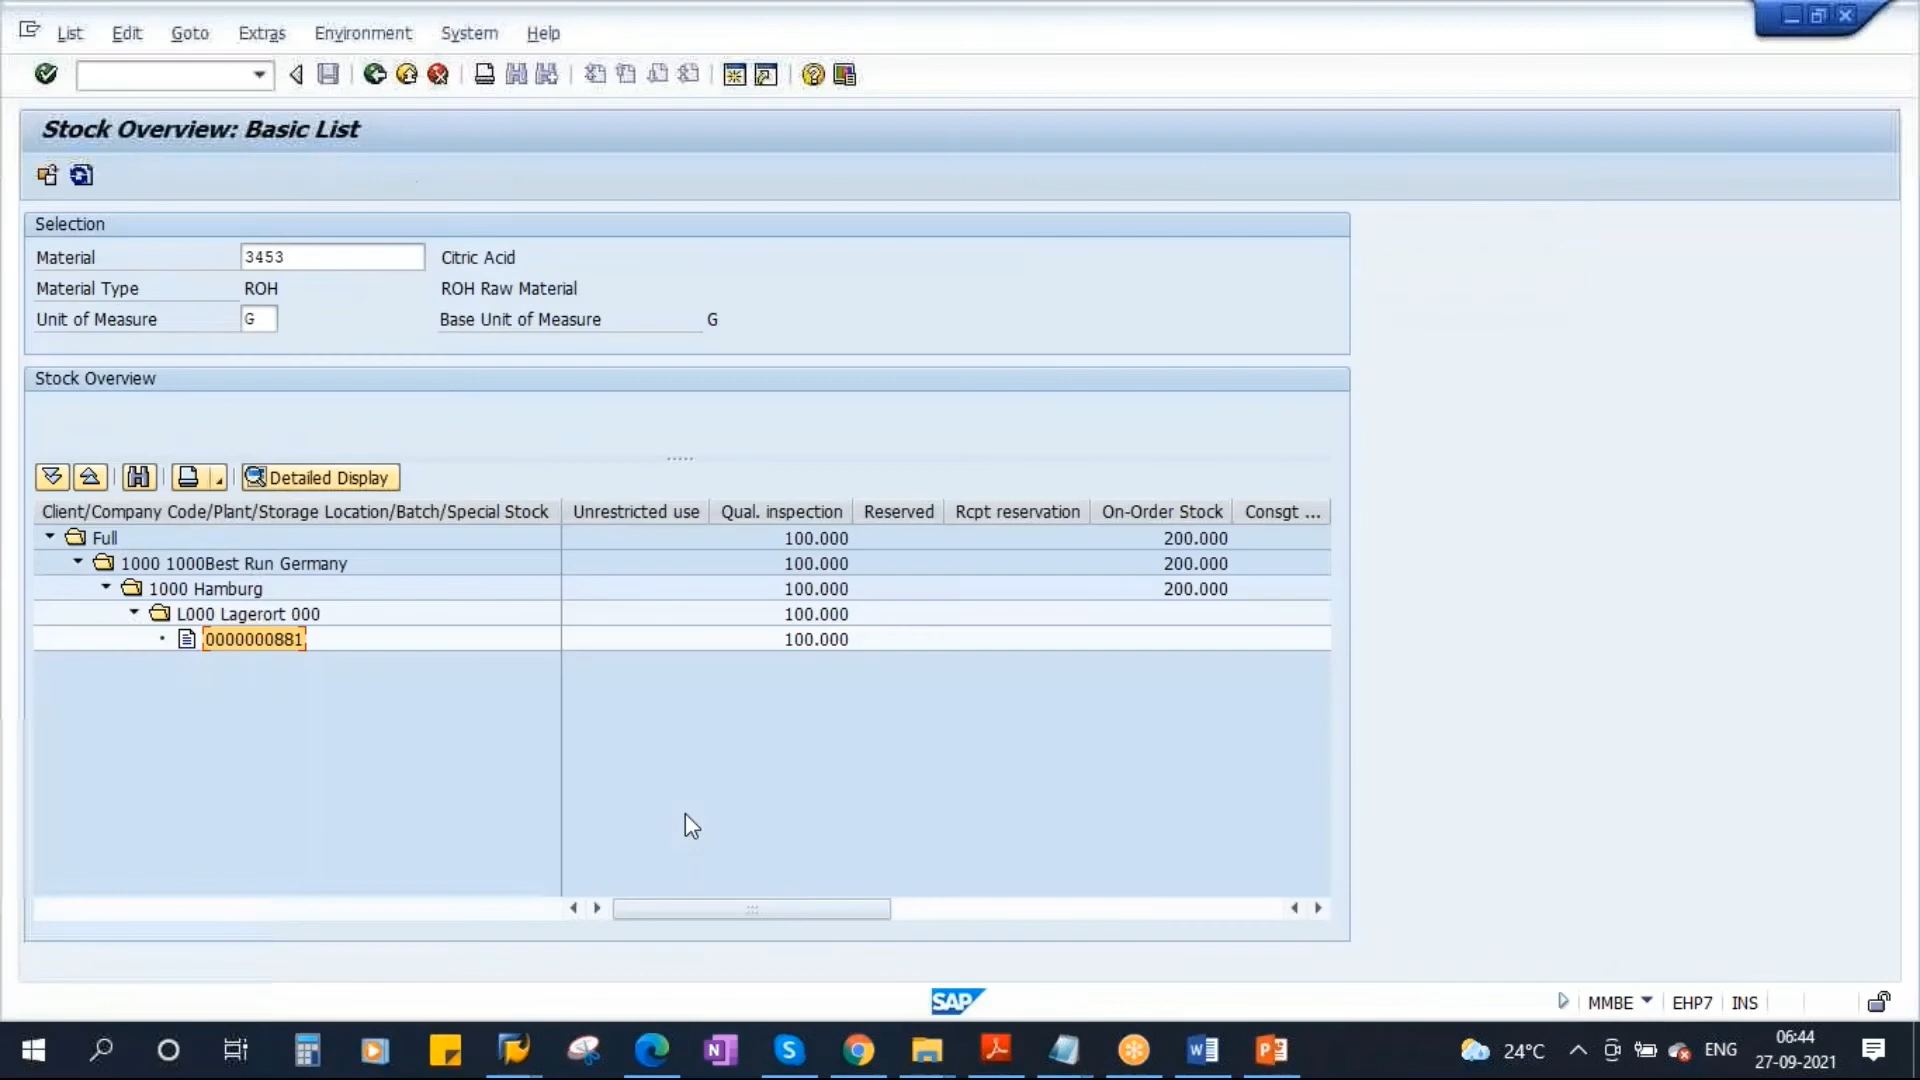 List Edit Goto Extras Environment System Help
Stock Overview: Basic List
Selection
Material 3453 Citric Acid
Material Type ROH ROH Raw Material
Unit of Measure G Base Unit of Measure G
Stock Overview
Detailed Display
Client/Company Code/Plant/Storage Location/Batch/Special Stock Unrestricted use Qual. inspection Reserved Rcpt reservation On-Order Stock Consgt ...
Full 100.000 200.000
1000 1000Best Run Germany 100.000 200.000
1000 Hamburg 100.000 200.000
L000 Lagerort 000 100.000
0000000881 100.000
SAP MMBE EHP7 INS
24°C ENG 06:44
27-09-2021